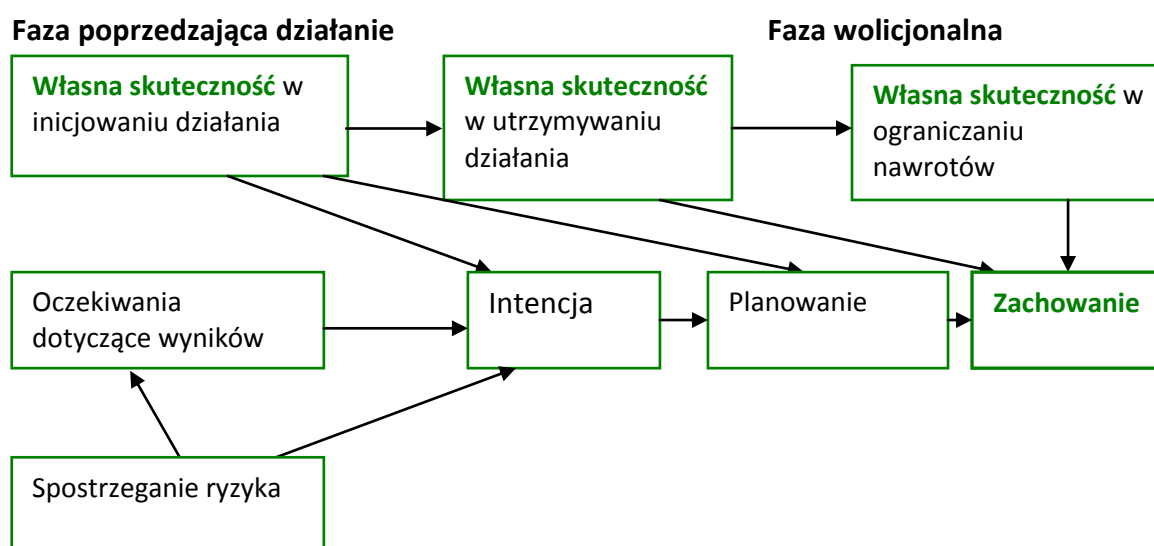 Faza poprzedzająca działanie
Faza wolicjonalna
Własna skuteczność w
inicjowaniu działania
Własna skuteczność
w utrzymywaniu
działania
Własna skuteczność w
ograniczaniu
nawrotów
Oczekiwania
dotyczące wyników
Intencja
Planowanie
Zachowanie
Spostrzeganie ryzyka